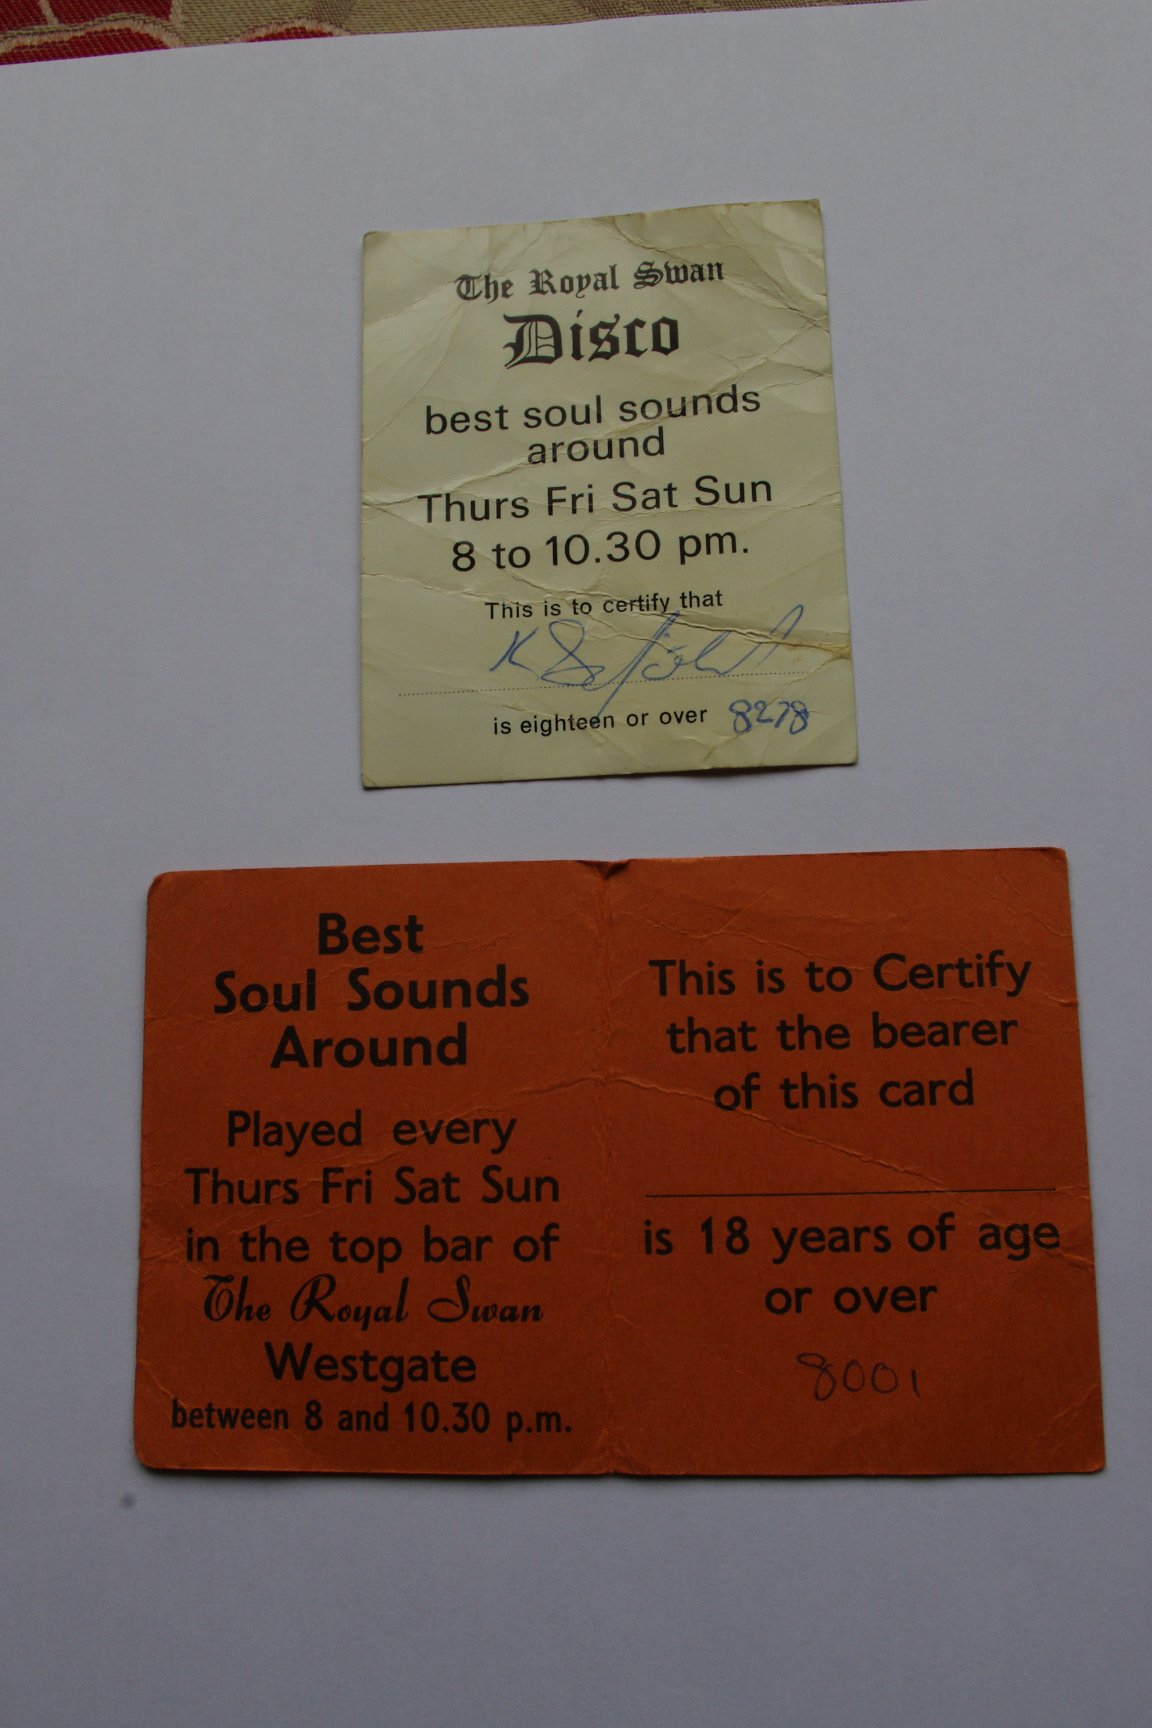 The Royal Swan
Disco
best soul sounds
around
Thurs Fri Sat Sun
8 to 10.30 pm.
This is to certify that
K
is eighteen or over 8278
Best
Soul Sounds
Around
Played every
Thurs Fri Sat Sun
in the top bar of
The Royal Swan
Westgate
between 8 and 10.30 p.m.
This is to Certify
that the bearer
of this card
is 18 years of age
or over
8001